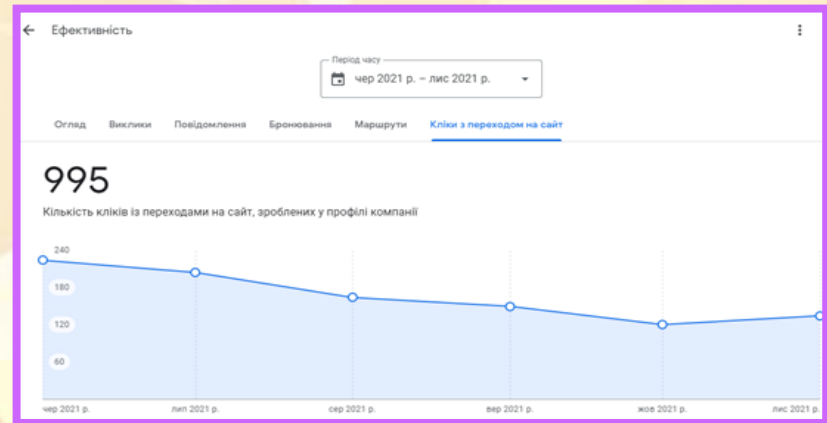 Ефективність
Період часу
чер 2021 р. – лис 2021 р.
Огляд Виклики Повідомлення Бронювання Маршрути Кліки з переходом на сайт
995
Кількість кліків із переходами на сайт, зроблених у профілі компанії
240
180
120
60
чер 2021 р. лип 2021 р. сер 2021 р. вер 2021 р. жов 2021 р. лис 2021 р.